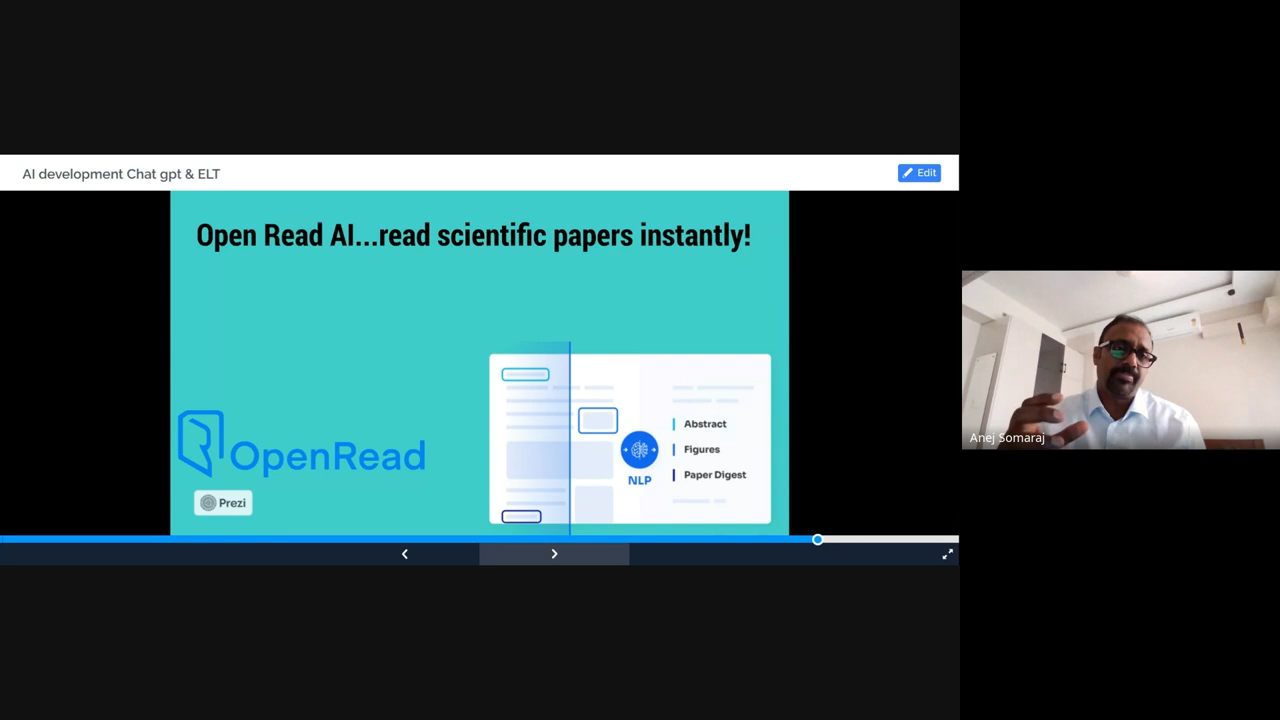 AI development Chat gpt & ELT
Edit
Open Read AI...read scientific papers instantly!
Abstract
Figures
Paper Digest
NLP
OpenRead
Prezi
Anej Somaraj